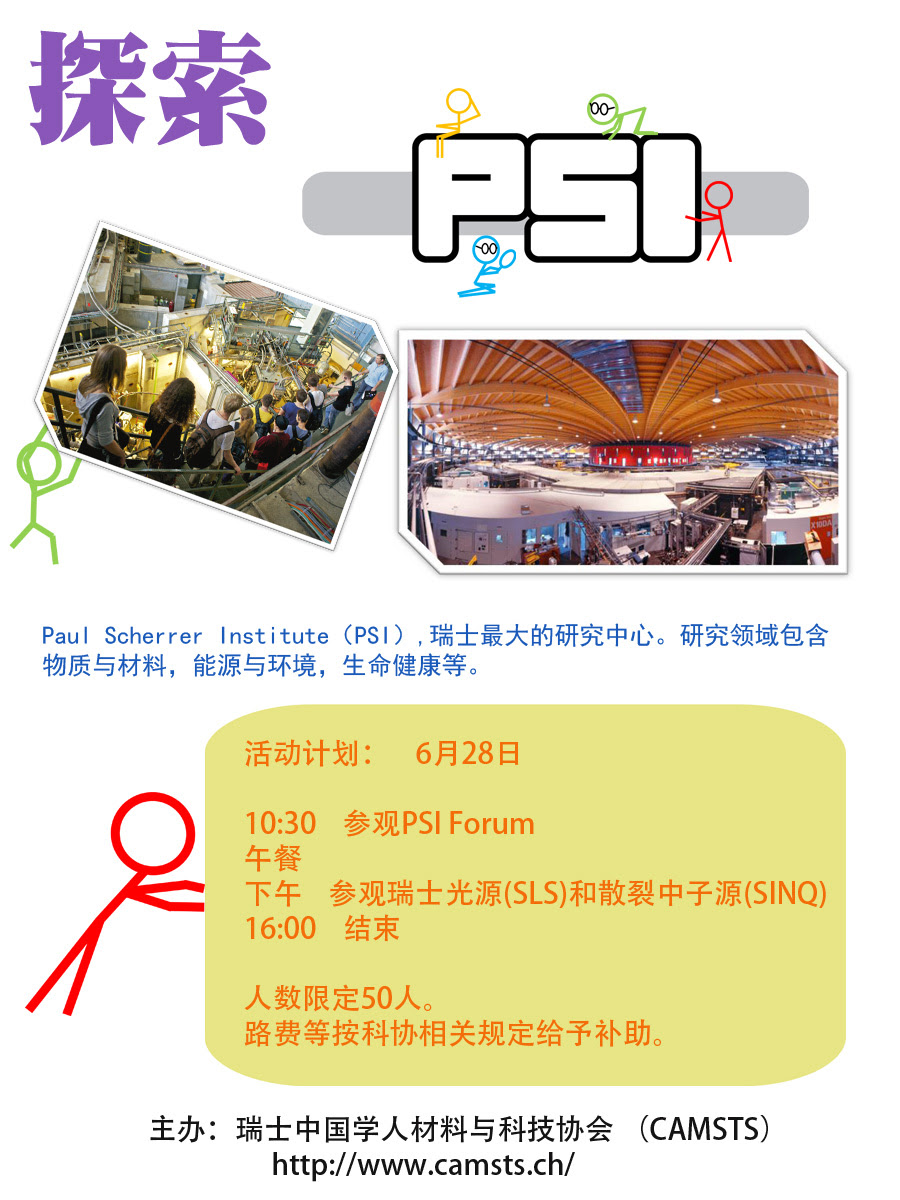 探索
PSI
X10DA
Paul Scherrer Institute（PSI）,瑞士最大的研究中心。研究领域包含
物质与材料，能源与环境，生命健康等。
活动计划： 6月28日
10:30 参观PSI Forum
午餐
下午 参观瑞士光源(SLS)和散裂中子源(SINQ)
16:00 结束
人数限定50人。
路费等按科协相关规定给予补助。
主办：瑞士中国学人材料与科技协会 （CAMSTS）
http://www.camsts.ch/